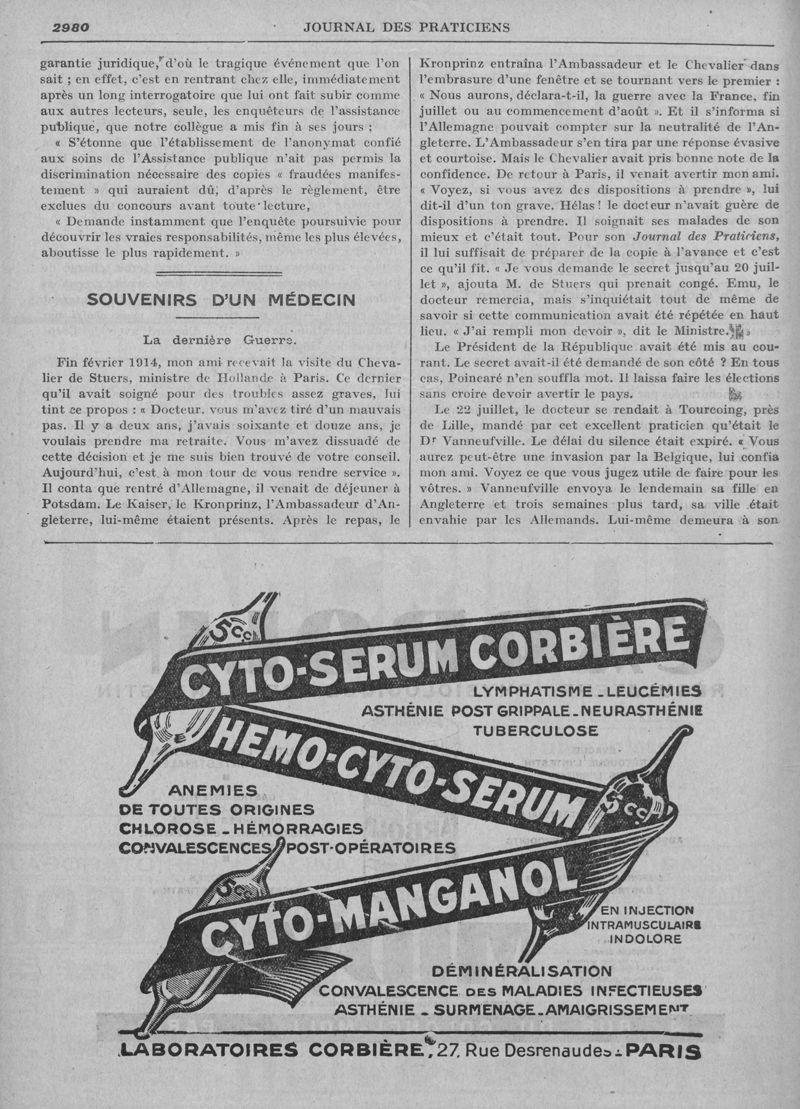 2980
JOURNAL DES PRATICIENS
garantie juridique, d'où le tragique événement que l'on
sait ; en effet, c'est en rentrant chez elle, immédiatement
après un long interrogatoire que lui ont fait subir comme
aux autres lecteurs, seule, les enquêteurs de l'assistance
publique, que notre collègue a mis fin à ses jours ;
« S'étonne que l'établissement de l'anonymat confié
aux soins de l'Assistance publique n'ait pas permis la
discrimination nécessaire des copies « fraudées manifes-
tement » qui auraient dû, d'après le règlement, être
exclues du concours avant toute lecture,
« Demande instamment que l'enquête poursuivie pour
découvrir les vraies responsabilités, même les plus élevées,
aboutisse le plus rapidement. »
SOUVENIRS D'UN MÉDECIN
La dernière Guerre.
Fin février 1914, mon ami recevait la visite du Cheva-
lier de Stuers, ministre de Hollande à Paris. Ce dernier
qu'il avait soigné pour des troubles assez graves, lui
tint ce propos : « Docteur, vous m'avez tiré d'un mauvais
pas. Il y a deux ans, j'avais soixante et douze ans, je
voulais prendre ma retraite. Vous m'avez dissuadé de
cette décision et je me suis bien trouvé de votre conseil.
Aujourd'hui, c'est à mon tour de vous rendre service ».
Il conta que rentré d'Allemagne, il venait de déjeuner à
Potsdam. Le Kaiser, le Kronprinz, l'Ambassadeur d'An-
gleterre, lui-même étaient présents. Après le repas, le
Kronprinz entraîna l'Ambassadeur et le Chevalier dans
l'embrasure d'une fenêtre et se tournant vers le premier :
« Nous aurons, déclara-t-il, la guerre avec la France, fin
juillet ou au commencement d'août ». Et il s'informa si
l'Allemagne pouvait compter sur la neutralité de l'An-
gleterre. L'Ambassadeur s'en tira par une réponse évasive
et courtoise. Mais le Chevalier avait pris bonne note de la
confidence. De retour à Paris, il venait avertir mon ami.
« Voyez, si vous avez des dispositions à prendre », lui
dit-il d'un ton grave. Hélas ! le docteur n'avait guère de
dispositions à prendre. Il soignait ses malades de son
mieux et c'était tout. Pour son Journal des Praticiens,
il lui suffisait de préparer de la copie à l'avance et c'est
ce qu'il fit. « Je vous demande le secret jusqu'au 20 juil-
let », ajouta M. de Stuers qui prenait congé. Emu, le
docteur remercia, mais s'inquiétait tout de même de
savoir si cette communication avait été répétée en haut
lieu. « J'ai rempli mon devoir », dit le Ministre. »
Le Président de la République avait été mis au cou-
rant. Le secret avait-il été demandé de son côté ? En tous
cas, Poincaré n'en souffla mot. Il laissa faire les élections
sans croire devoir avertir le pays.
Le 22 juillet, le docteur se rendait à Tourcoing, près
de Lille, mandé par cet excellent praticien qu'était le
Dr Vanneufville. Le délai du silence était expiré. « Vous
aurez peut-être une invasion par la Belgique, lui confia
mon ami. Voyez ce que vous jugez utile de faire pour les
vôtres. » Vanneufville envoya le lendemain sa fille en
Angleterre et trois semaines plus tard, sa ville était
envahie par les Allemands. Lui-même demeura à son
5cc
CYTO-SERUM CORBIÈRE
LYMPHATISME _ LEUCÉMIES
ASTHÉNIE POST GRIPPALE _ NEURASTHÉNIE
TUBERCULOSE
HEMO-CYTO-SERUM
5cc
ANEMIES
DE TOUTES ORIGINES
CHLOROSE _ HÉMORRAGIES
CONVALESCENCES POST-OPÉRATOIRES
5cc
CYTO-MANGANOL
EN INJECTION
INTRAMUSCULAIRE
INDOLORE
DÉMINÉRALISATION
CONVALESCENCE DES MALADIES INFECTIEUSES
ASTHÉNIE _ SURMENAGE _ AMAIGRISSEMENT
LABORATOIRES CORBIÈRE, 27, Rue Desrenaudes - PARIS